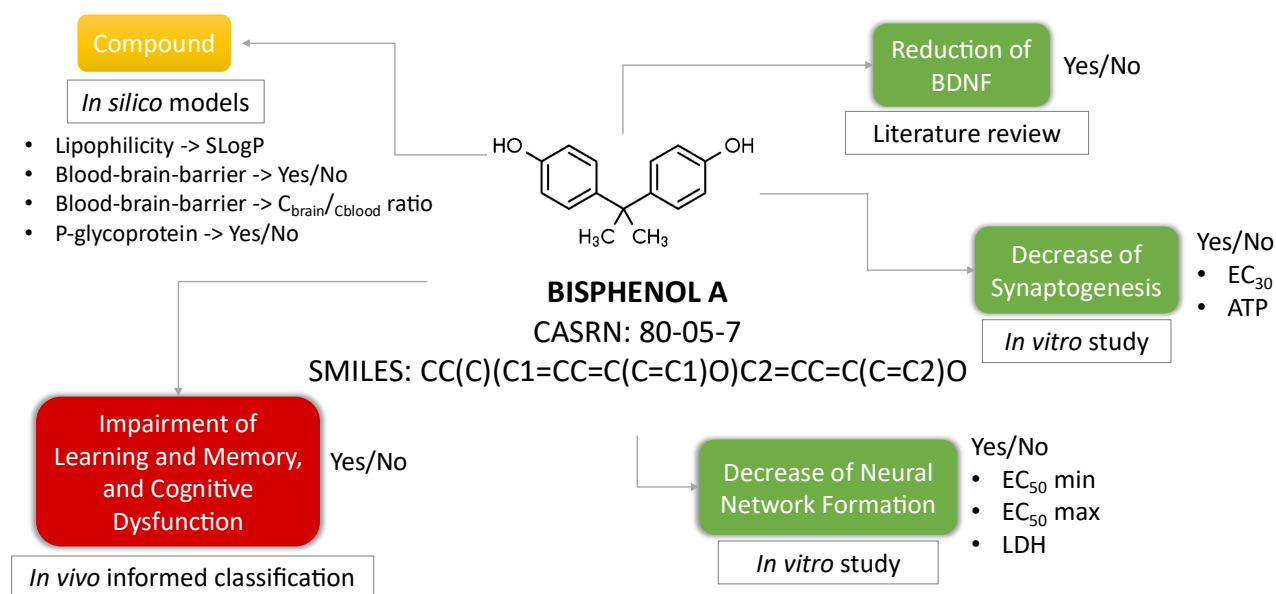 Compound
In silico models
• Lipophilicity -> SLogP
• Blood-brain-barrier -> Yes/No
• Blood-brain-barrier -> Cbrain/Cblood ratio
• P-glycoprotein -> Yes/No
Reduction of
BDNF
Yes/No
Literature review
HO
OH
H3C
CH3
BISPHENOL A
CASRN: 80-05-7
SMILES: CC(C)(C1=CC=C(C=C1)O)C2=CC=C(C=C2)O
Decrease of
Synaptogenesis
Yes/No
• EC30
• ATP
In vitro study
Impairment of
Learning and Memory,
and Cognitive
Dysfunction
Yes/No
In vivo informed classification
Decrease of Neural
Network Formation
Yes/No
• EC50 min
• EC50 max
• LDH
In vitro study